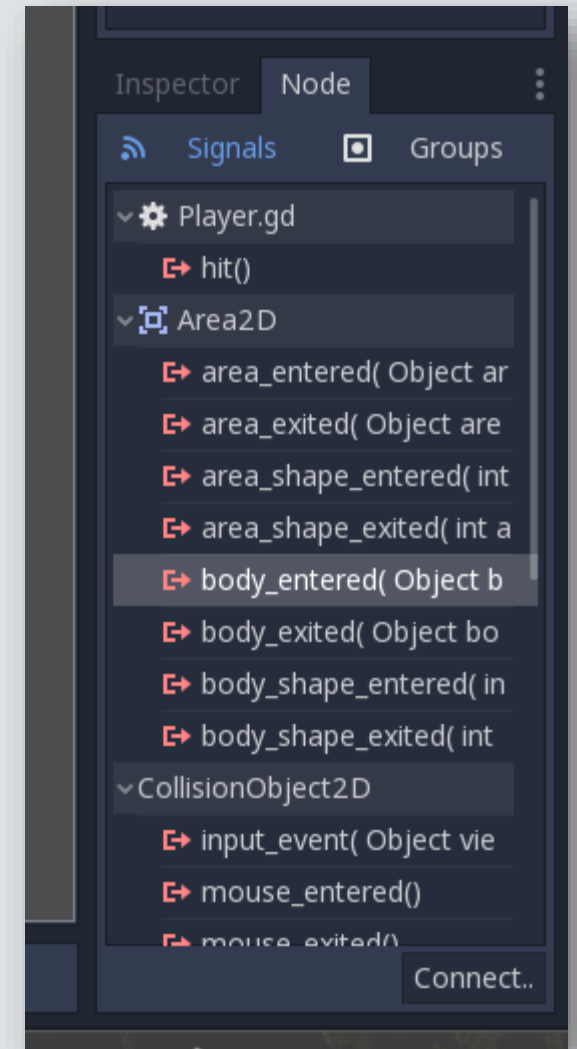 Inspector Node
Signals Groups
Player.gd
hit()
Area2D
area_entered( Object ar
area_exited( Object are
area_shape_entered( int
area_shape_exited( int a
body_entered( Object b
body_exited( Object bo
body_shape_entered( in
body_shape_exited( int
CollisionObject2D
input_event( Object vie
mouse_entered()
mouse_exited()
Connect..